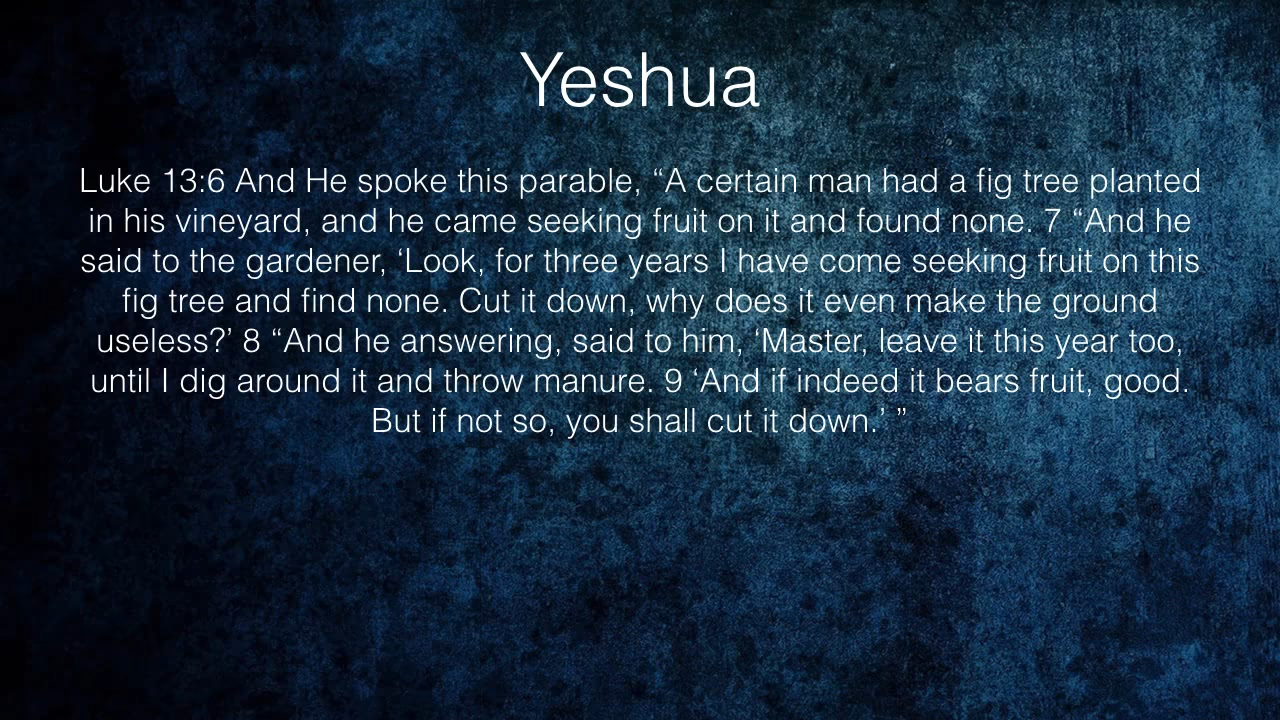 Yeshua
Luke 13:6 And He spoke this parable, “A certain man had a fig tree planted
in his vineyard, and he came seeking fruit on it and found none. 7 “And he
said to the gardener, ‘Look, for three years I have come seeking fruit on this
fig tree and find none. Cut it down, why does it even make the ground
useless?’ 8 “And he answering, said to him, ‘Master, leave it this year too,
until I dig around it and throw manure. 9 ‘And if indeed it bears fruit, good.
But if not so, you shall cut it down.’ ”